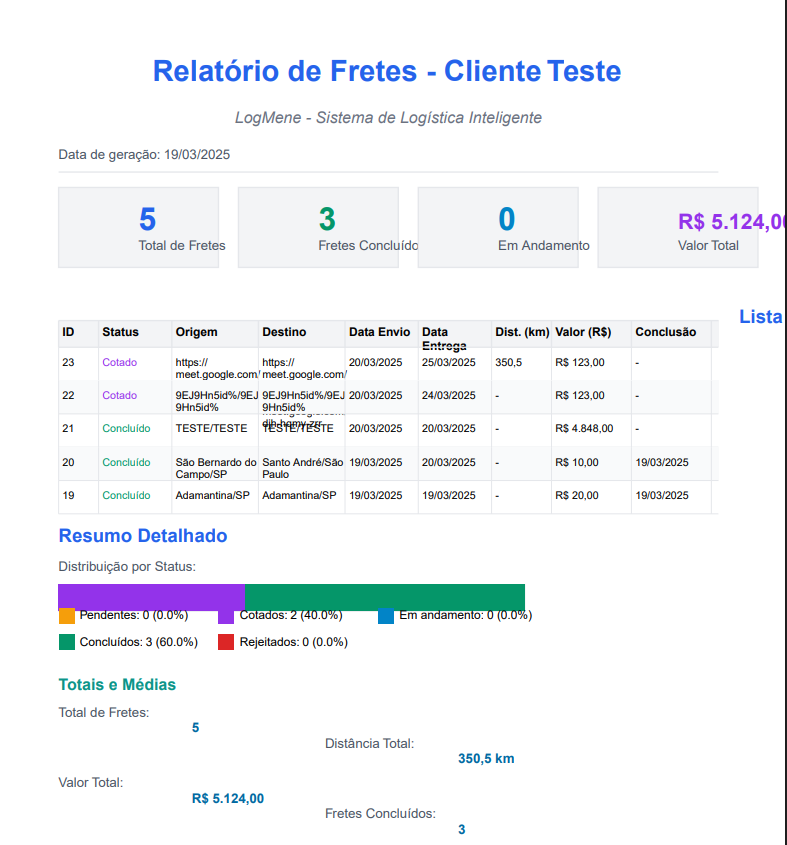 Relatório de Fretes - Cliente Teste
LogMene - Sistema de Logística Inteligente
Data de geração: 19/03/2025
5
Total de Fretes
3
Fretes Concluído
0
Em Andamento
R$ 5.124,00
Valor Total
Lista
ID Status Origem Destino Data Envio Data Entrega Dist. (km) Valor (R$) Conclusão
23 Cotado https:// https:// 20/03/2025 25/03/2025 350,5 R$ 123,00 -
meet.google.com/ meet.google.com/
22 Cotado 9EJ9Hn5id%/9EJ 9EJ9Hn5id%/9EJ 20/03/2025 24/03/2025 - R$ 123,00 -
9Hn5id% 9Hn5id%
21 Concluído TESTE/TESTE TESTE/TESTE 20/03/2025 20/03/2025 - R$ 4.848,00 -
20 Concluído São Bernardo do Santo André/São 19/03/2025 20/03/2025 - R$ 10,00 19/03/2025
Campo/SP Paulo
19 Concluído Adamantina/SP Adamantina/SP 19/03/2025 19/03/2025 - R$ 20,00 19/03/2025
Resumo Detalhado
Distribuição por Status:
Pendentes: 0 (0.0%) Cotados: 2 (40.0%) Em andamento: 0 (0.0%)
Concluídos: 3 (60.0%) Rejeitados: 0 (0.0%)
Totais e Médias
Total de Fretes:
5
Distância Total:
350,5 km
Valor Total:
R$ 5.124,00
Fretes Concluídos:
3